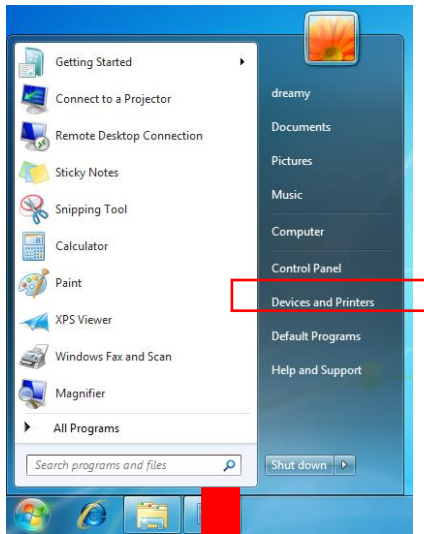 Getting Started
Connect to a Projector
Remote Desktop Connection
Sticky Notes
Snipping Tool
Calculator
Paint
XPS Viewer
Windows Fax and Scan
Magnifier
All Programs
Search programs and files
dreamy
Documents
Pictures
Music
Computer
Control Panel
Devices and Printers
Default Programs
Help and Support
Shut down